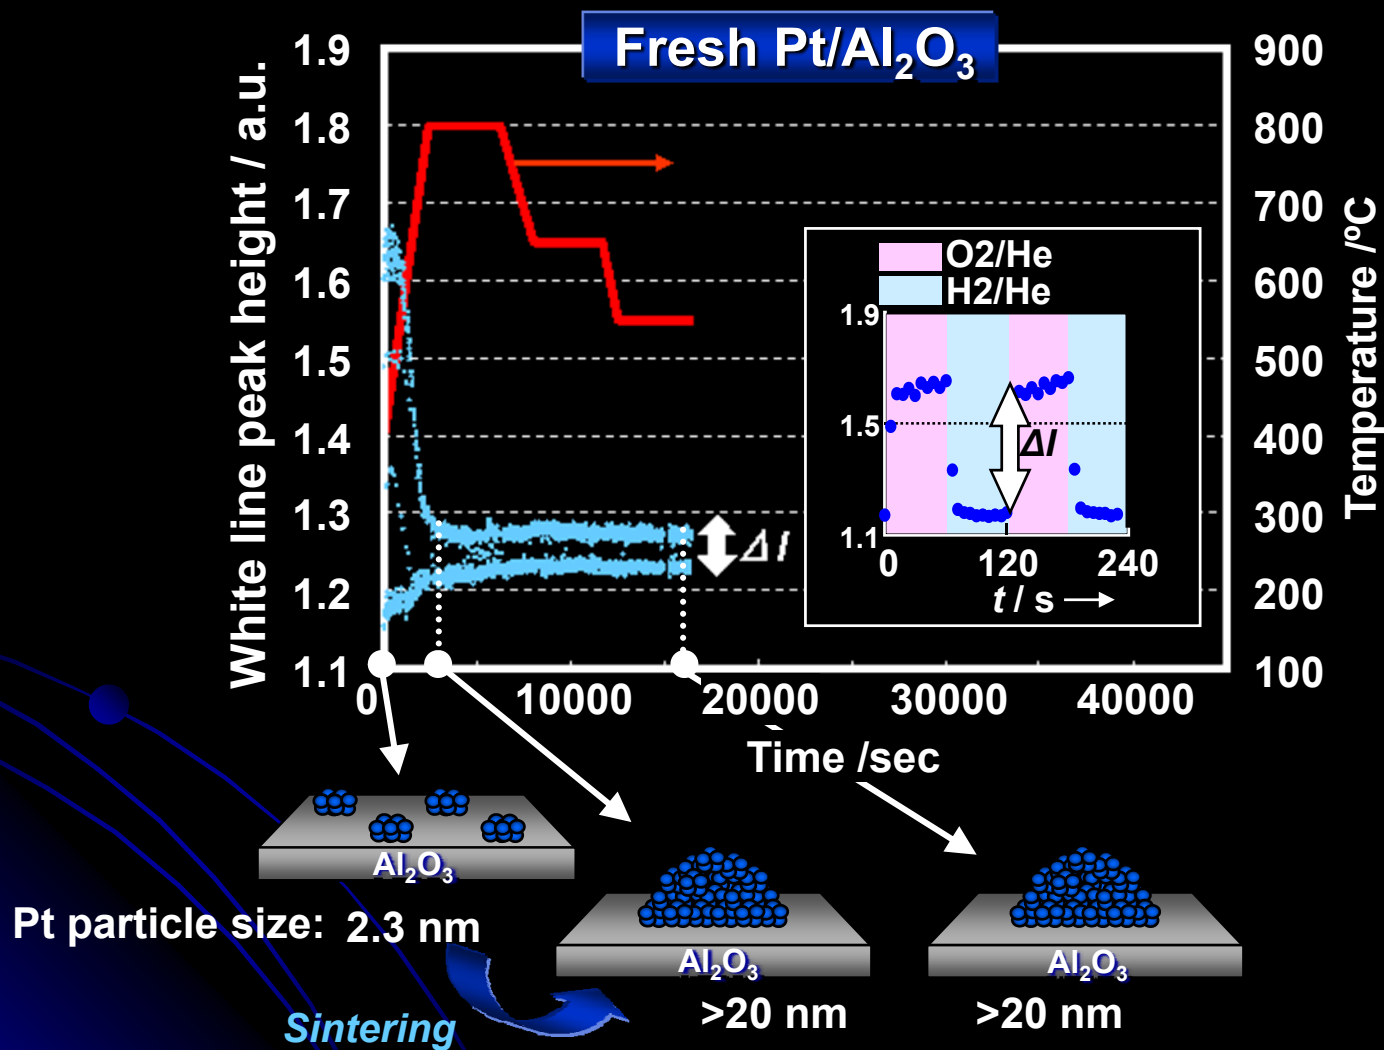 Fresh Pt/Al₂O₃
White line peak height / a.u.
1.9
1.8
1.7
1.6
1.5
1.4
1.3
1.2
1.1
900
800
700
600
500
400
300
200
100
Temperature /ºC
O2/He
H2/He
1.9
1.5
1.1
ΔI
0
120
240
t / s
ΔI
0
10000
20000
30000
40000
Time /sec
Al₂O₃
Pt particle size: 2.3 nm
Al₂O₃
Al₂O₃
>20 nm
>20 nm
Sintering